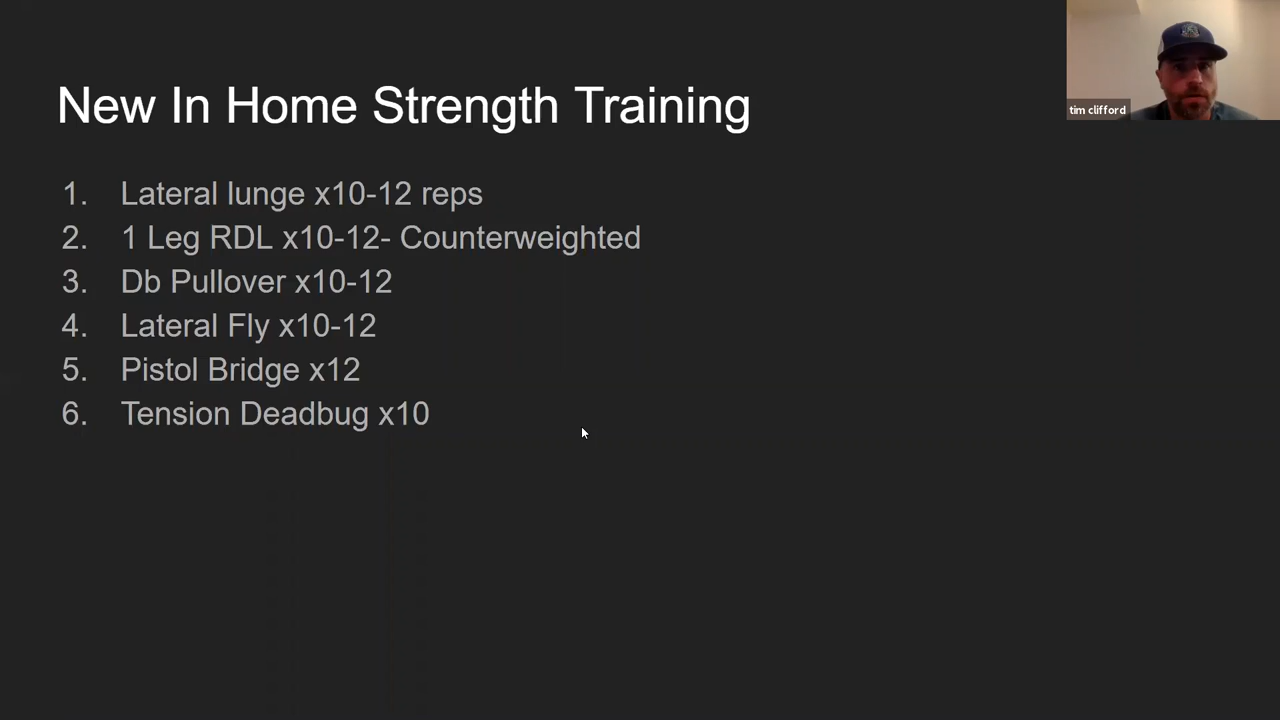 New In Home Strength Training
tim clifford
1. Lateral lunge x10-12 reps
2. 1 Leg RDL x10-12- Counterweighted
3. Db Pullover x10-12
4. Lateral Fly x10-12
5. Pistol Bridge x12
6. Tension Deadbug x10